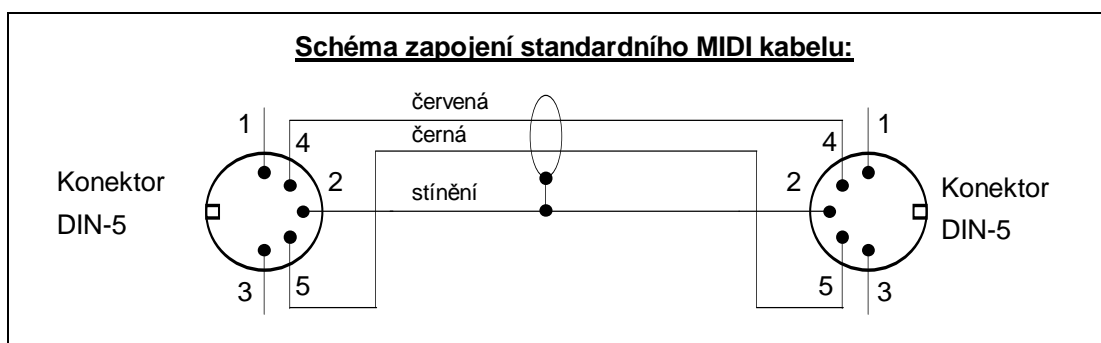 Schéma zapojení standardního MIDI kabelu:
červená
1
1
černá
4
4
Konektor
DIN-5
2
stínění
2
Konektor
DIN-5
3
5
5
3